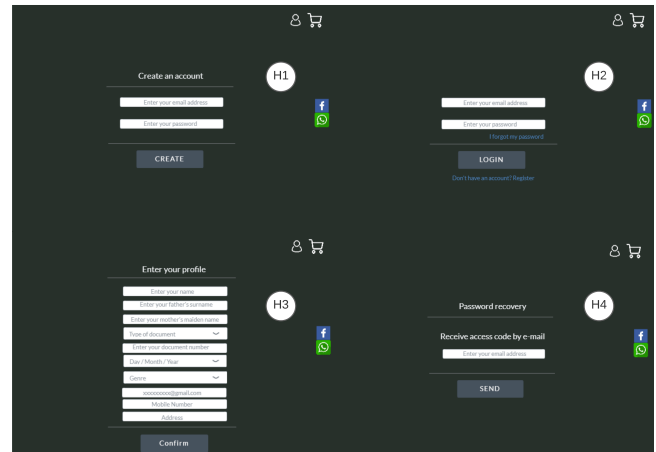 Create an account
H1
Enter your email address
Enter your password
CREATE
H2
Enter your email address
Enter your password
I forgot my password
LOGIN
Don't have an account? Register
Enter your profile
Enter your name
H3
Enter your father's surname
Enter your mother's maiden name
Type of document
Enter your document number
Day / Month / Year
Genre
xxxxxxxxx@gmail.com
Mobile Number
Address
Confirm
Password recovery
H4
Receive access code by e-mail
Enter your email address
SEND